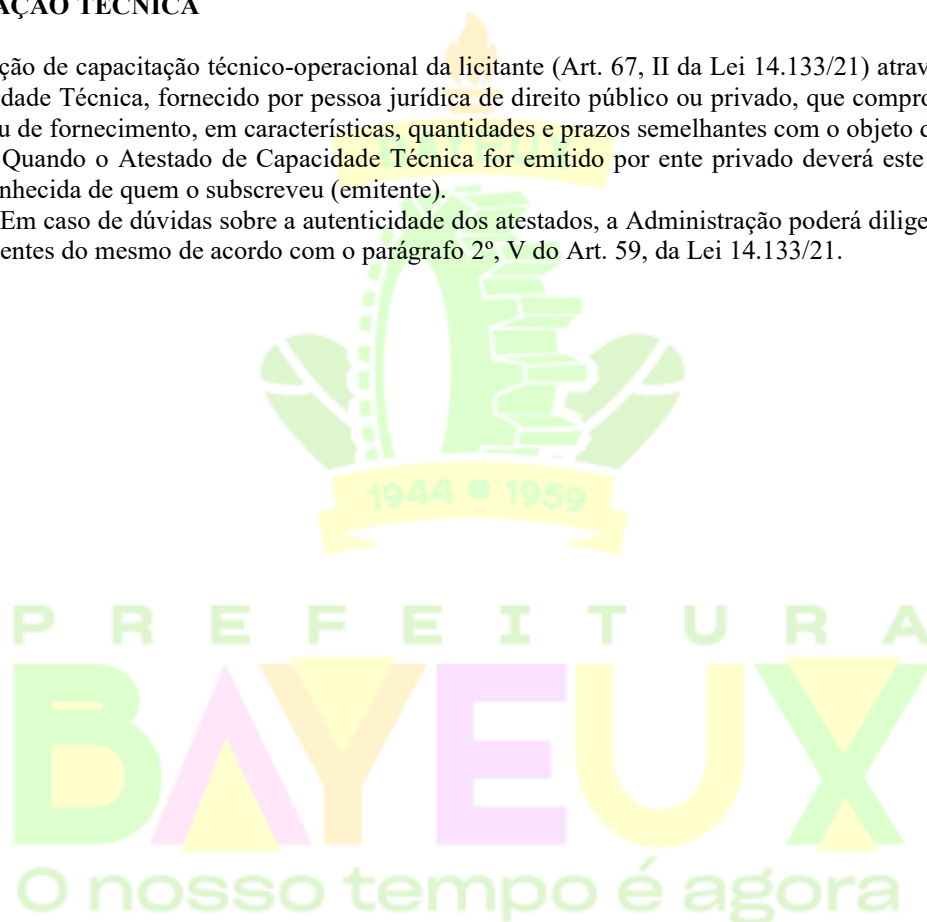 AÇÃO TÉCNICA
ção de capacitação técnico-operacional da licitante (Art. 67, II da Lei 14.133/21) atrav
idade Técnica, fornecido por pessoa jurídica de direito público ou privado, que compro
u de fornecimento, em características, quantidades e prazos semelhantes com o objeto d
Quando o Atestado de Capacidade Técnica for emitido por ente privado deverá este
nhecida de quem o subscreveu (emitente).
Em caso de dúvidas sobre a autenticidade dos atestados, a Administração poderá dilige
entes do mesmo de acordo com o parágrafo 2º, V do Art. 59, da Lei 14.133/21.
BAYEUX
1944 • 1959
PREFEITURA
BAYEUX
O nosso tempo é agora